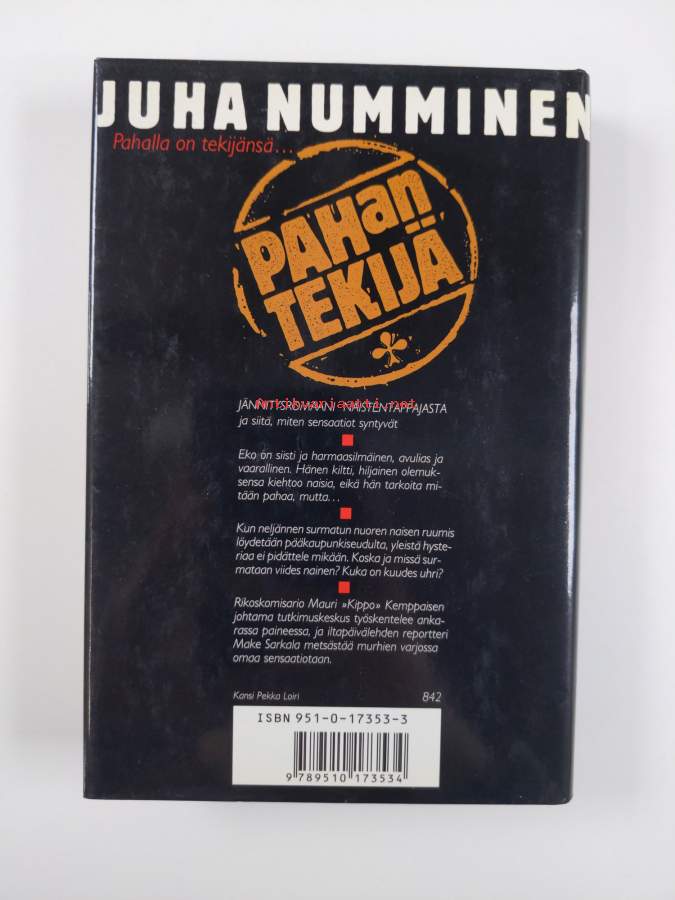 JUHA NUMMINEN
Pahalla on tekijänsä...
PAHan
TEKIJÄ
JÄNNITYSROMAANI NAISTENTAPPAJASTA
Antikvariaatti.net
ja siitä, miten sensaatiot syntyvät
Eko on siisti ja harmaasilmäinen, avulias ja
vaarallinen. Hänen kiltti, hiljainen olemuk-
sensa kiehtoo naisia, eikä hän tarkoita mi-
tään pahaa, mutta...
Kun neljännen surmatun nuoren naisen ruumis
löydetään pääkaupunkiseudulta, yleistä hyste-
riaa ei pidättele mikään. Koska ja missä sur-
mataan viides nainen? Kuka on kuudes uhri?
Rikoskomisario Mauri »Kippo» Kemppaisen
johtama tutkimuskeskus työskentelee anka-
rassa paineessa, ja iltapäivälehden reportteri
Make Sarkala metsästää murhien varjossa
omaa sensaatiotaan.
Kansi Pekka Loiri 842
ISBN 951-0-17353-3
9 789510 173534